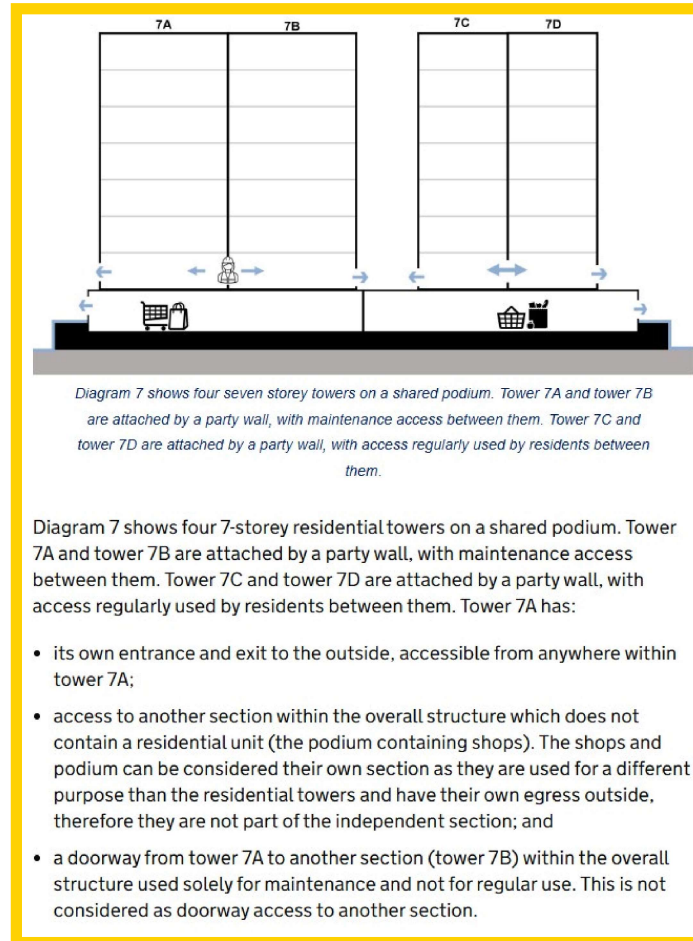 7A 7B 7C 7D
Diagram 7 shows four seven storey towers on a shared podium. Tower 7A and tower 7B
are attached by a party wall, with maintenance access between them. Tower 7C and
tower 7D are attached by a party wall, with access regularly used by residents between
them.
Diagram 7 shows four 7-storey residential towers on a shared podium. Tower
7A and tower 7B are attached by a party wall, with maintenance access
between them. Tower 7C and tower 7D are attached by a party wall, with
access regularly used by residents between them. Tower 7A has:
• its own entrance and exit to the outside, accessible from anywhere within
tower 7A;
• access to another section within the overall structure which does not
contain a residential unit (the podium containing shops). The shops and
podium can be considered their own section as they are used for a different
purpose than the residential towers and have their own egress outside,
therefore they are not part of the independent section; and
• a doorway from tower 7A to another section (tower 7B) within the overall
structure used solely for maintenance and not for regular use. This is not
considered as doorway access to another section.